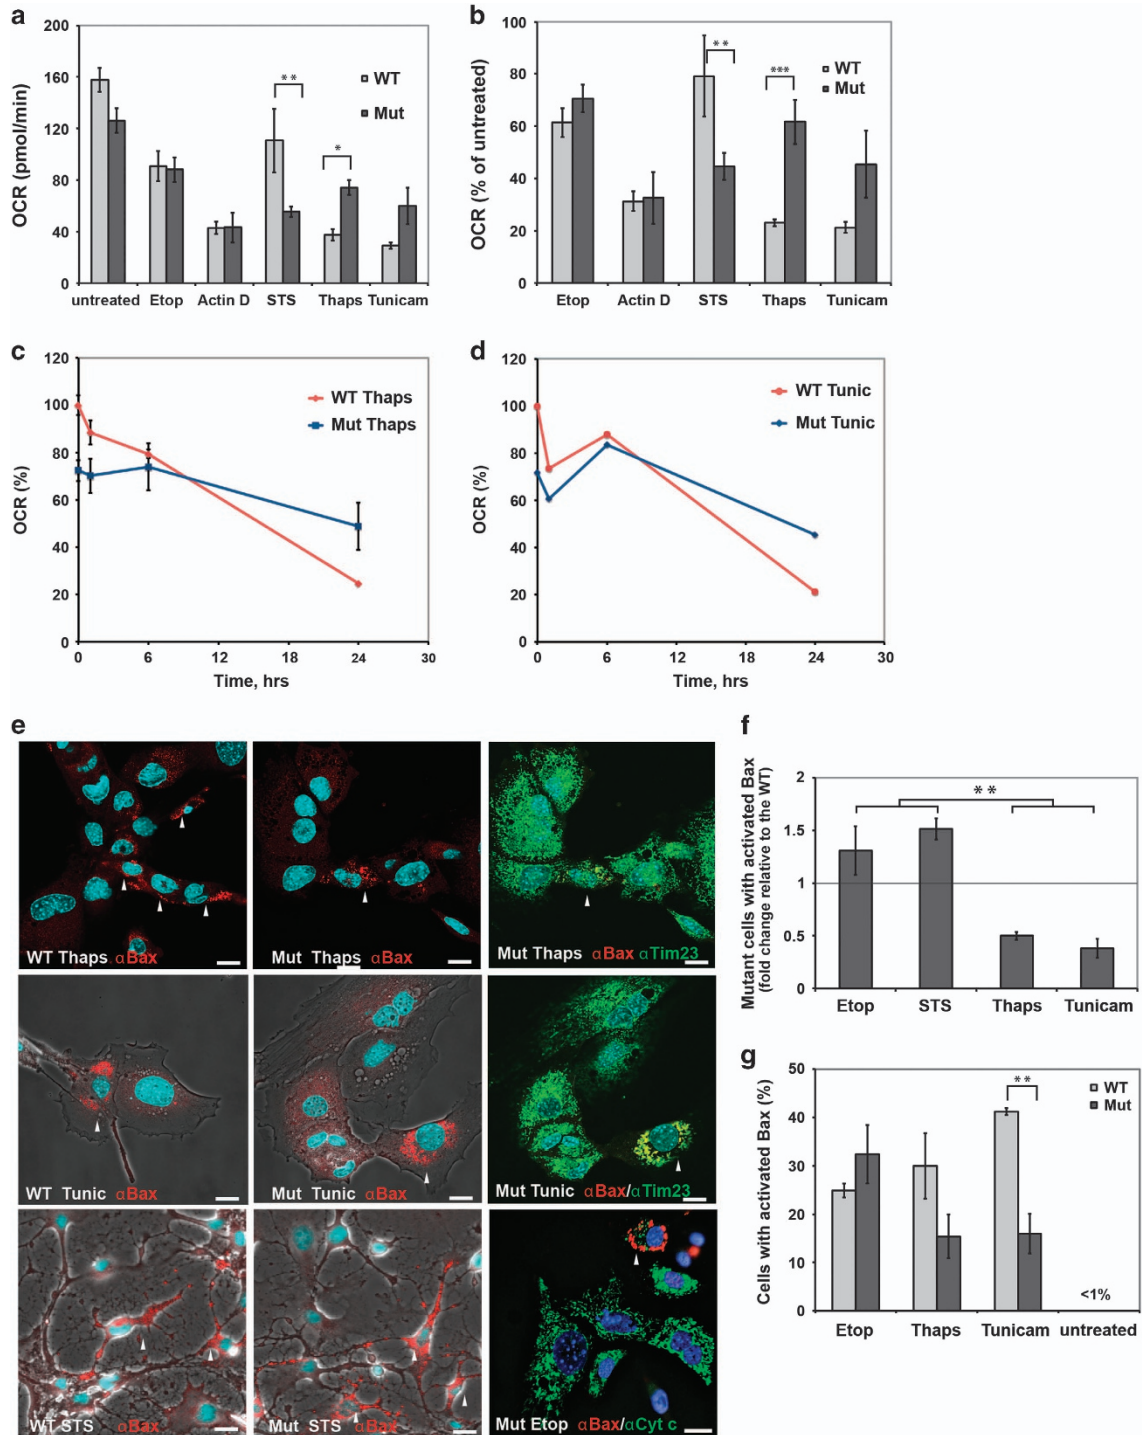 a
OCR (pmol/min)
200
160
120
80
40
0
**
*
WT
Mut
untreated Etop Actin D STS Thaps Tunicam
b
OCR (% of untreated)
100
80
60
40
20
0
**
***
WT
Mut
Etop Actin D STS Thaps Tunicam
c
OCR (%)
120
100
80
60
40
20
0
WT Thaps
Mut Thaps
0 6 12 18 24 30
Time, hrs
d
OCR (%)
120
100
80
60
40
20
0
WT Tunic
Mut Tunic
0 6 12 18 24 30
Time, hrs
e
WT Thaps αBax
Mut Thaps αBax
Mut Thaps αBax αTim23
WT Tunic αBax
Mut Tunic αBax
Mut Tunic αBax/αTim23
WT STS αBax
Mut STS αBax
Mut Etop αBax/αCyt c
f
Mutant cells with activated Bax
(fold change relative to the WT)
2
1.5
1
0.5
0
**
Etop STS Thaps Tunicam
g
Cells with activated Bax (%)
50
40
30
20
10
0
**
WT
Mut
<1%
Etop Thaps Tunicam untreated